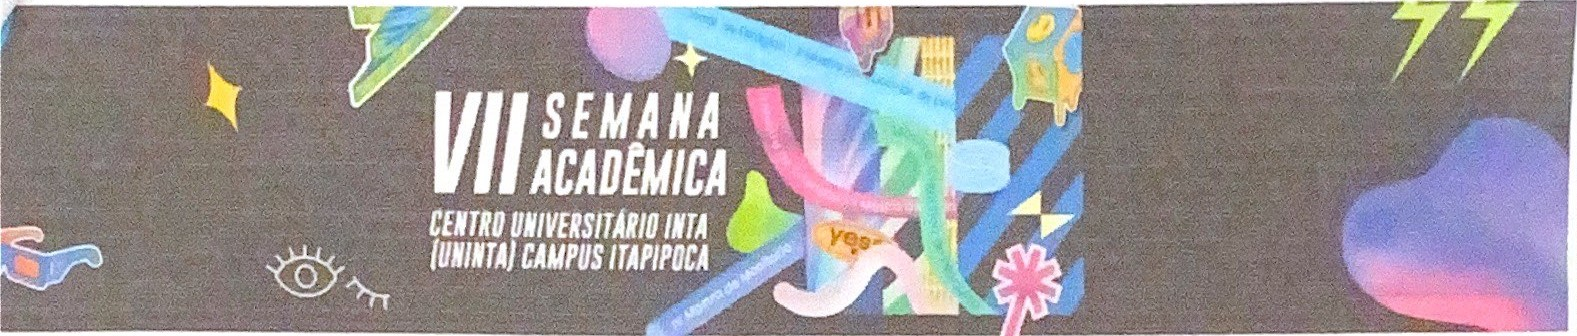 VII SEMANA
ACADÊMICA
CENTRO UNIVERSITÁRIO INTA
(UNINTA) CAMPUS ITAPIPOCA
yes